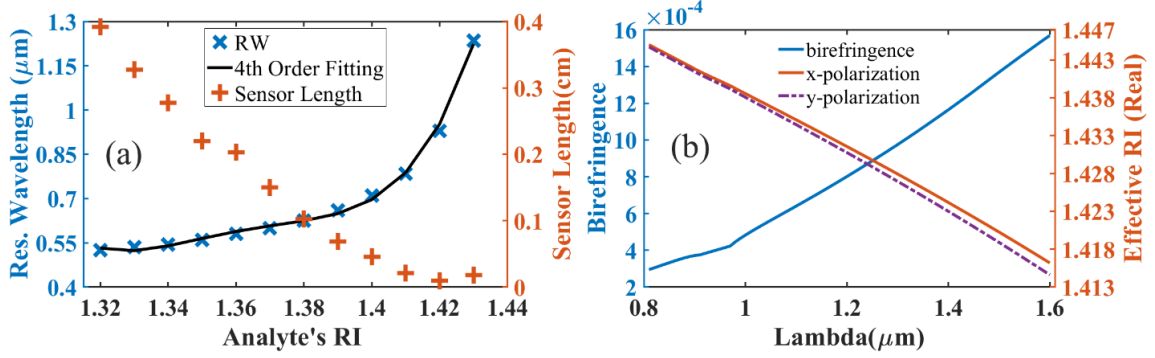 1.3
1.15
1
0.85
0.7
0.55
0.4
Res. Wavelength (μm)
RW
4th Order Fitting
Sensor Length
(a)
0.4
0.3
0.2
0.1
0
Sensor Length(cm)
1.32 1.34 1.36 1.38 1.4 1.42 1.44
Analyte's RI
×10⁻⁴
16
14
12
10
8
6
4
2
Birefringence
birefringence
x-polarization
y-polarization
(b)
1.447
1.443
1.438
1.433
1.428
1.423
1.418
1.413
Effective RI (Real)
0.8 1 1.2 1.4 1.6
Lambda(μm)